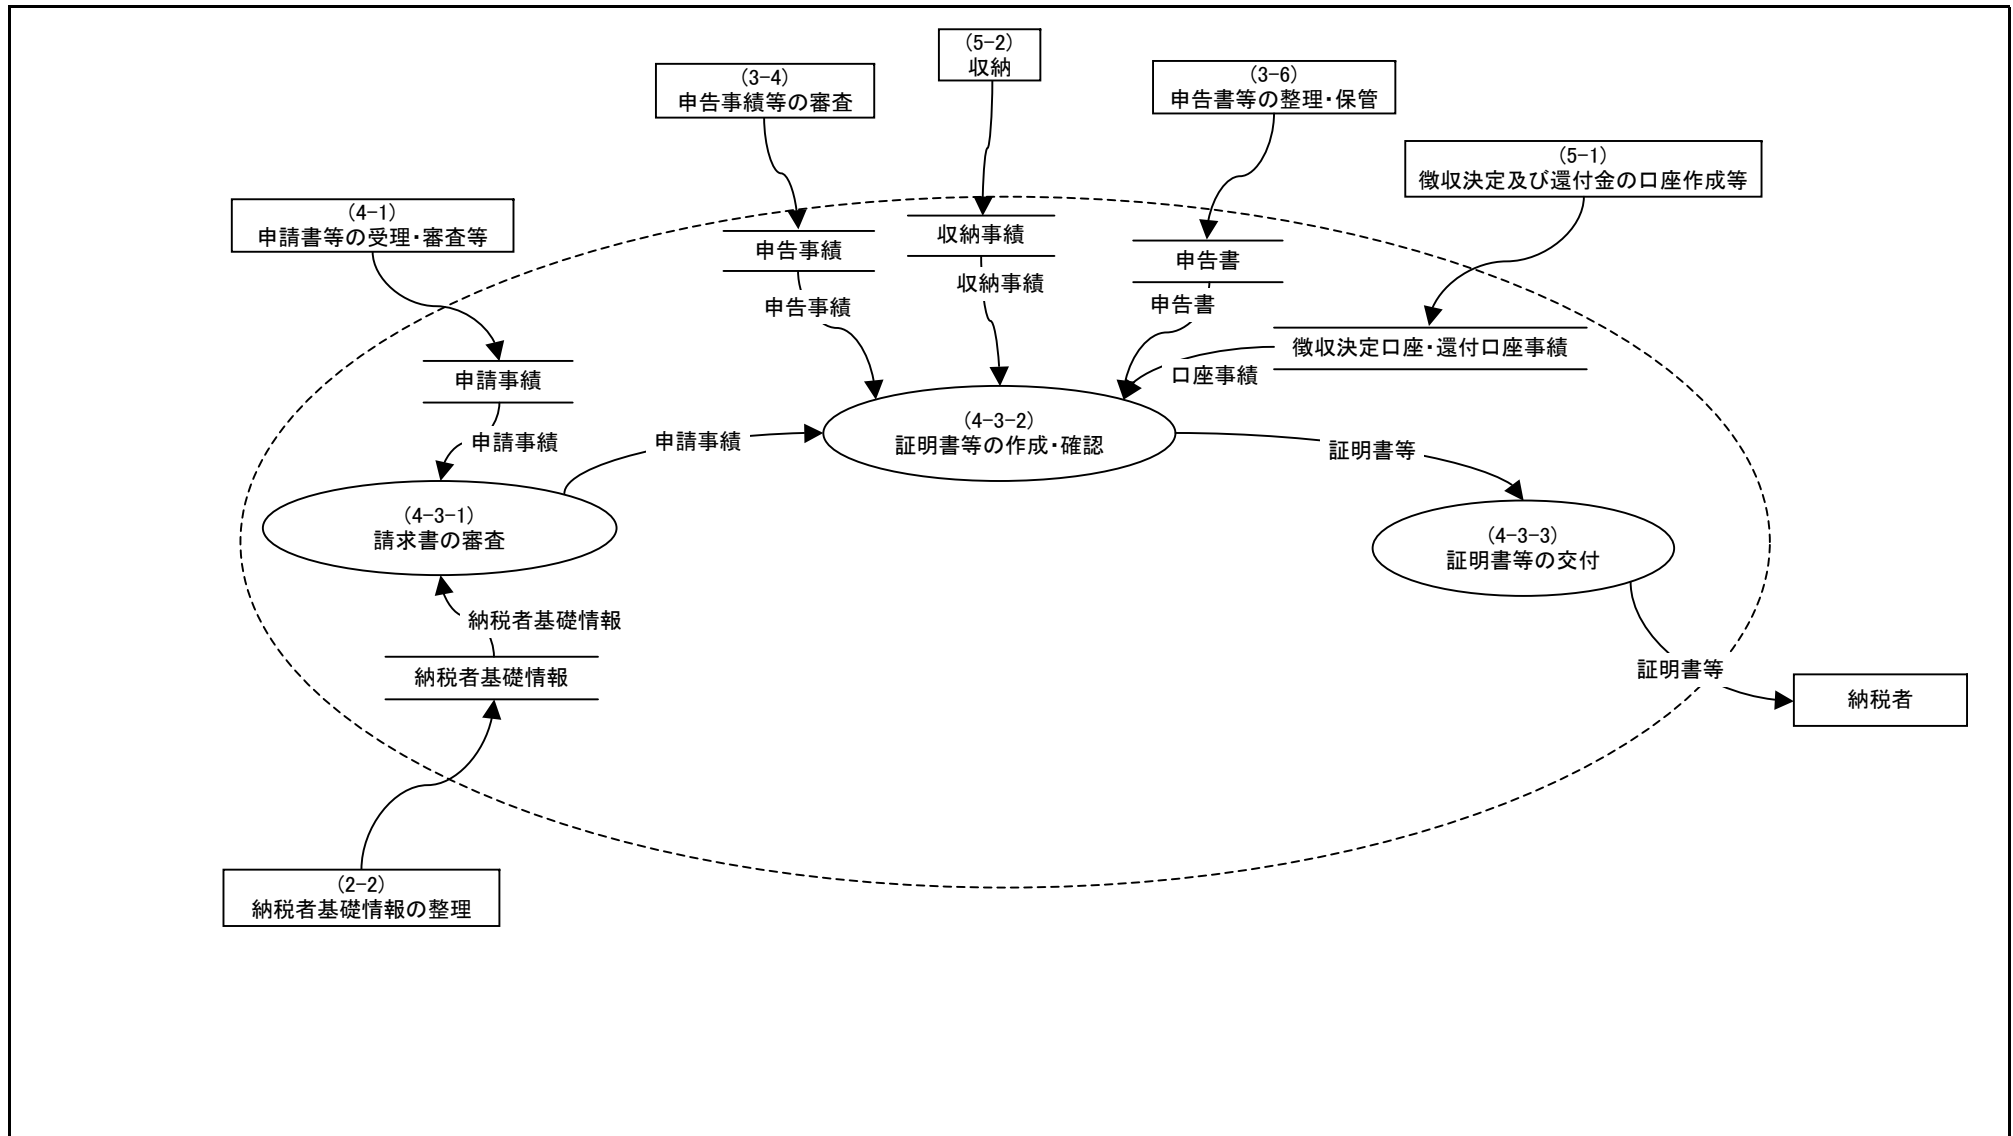 (5-2)
収納
(3-4)
申告事績等の審査
(3-6)
申告書等の整理・保管
(5-1)
徴収決定及び還付金の口座作成等
(4-1)
申請書等の受理・審査等
申告事績
収納事績
申告書
申告事績
収納事績
申告書
徴収決定口座・還付口座事績
口座事績
申請事績
申請事績
申請事績
(4-3-2)
証明書等の作成・確認
証明書等
(4-3-1)
請求書の審査
(4-3-3)
証明書等の交付
納税者基礎情報
納税者基礎情報
証明書等
納税者
(2-2)
納税者基礎情報の整理